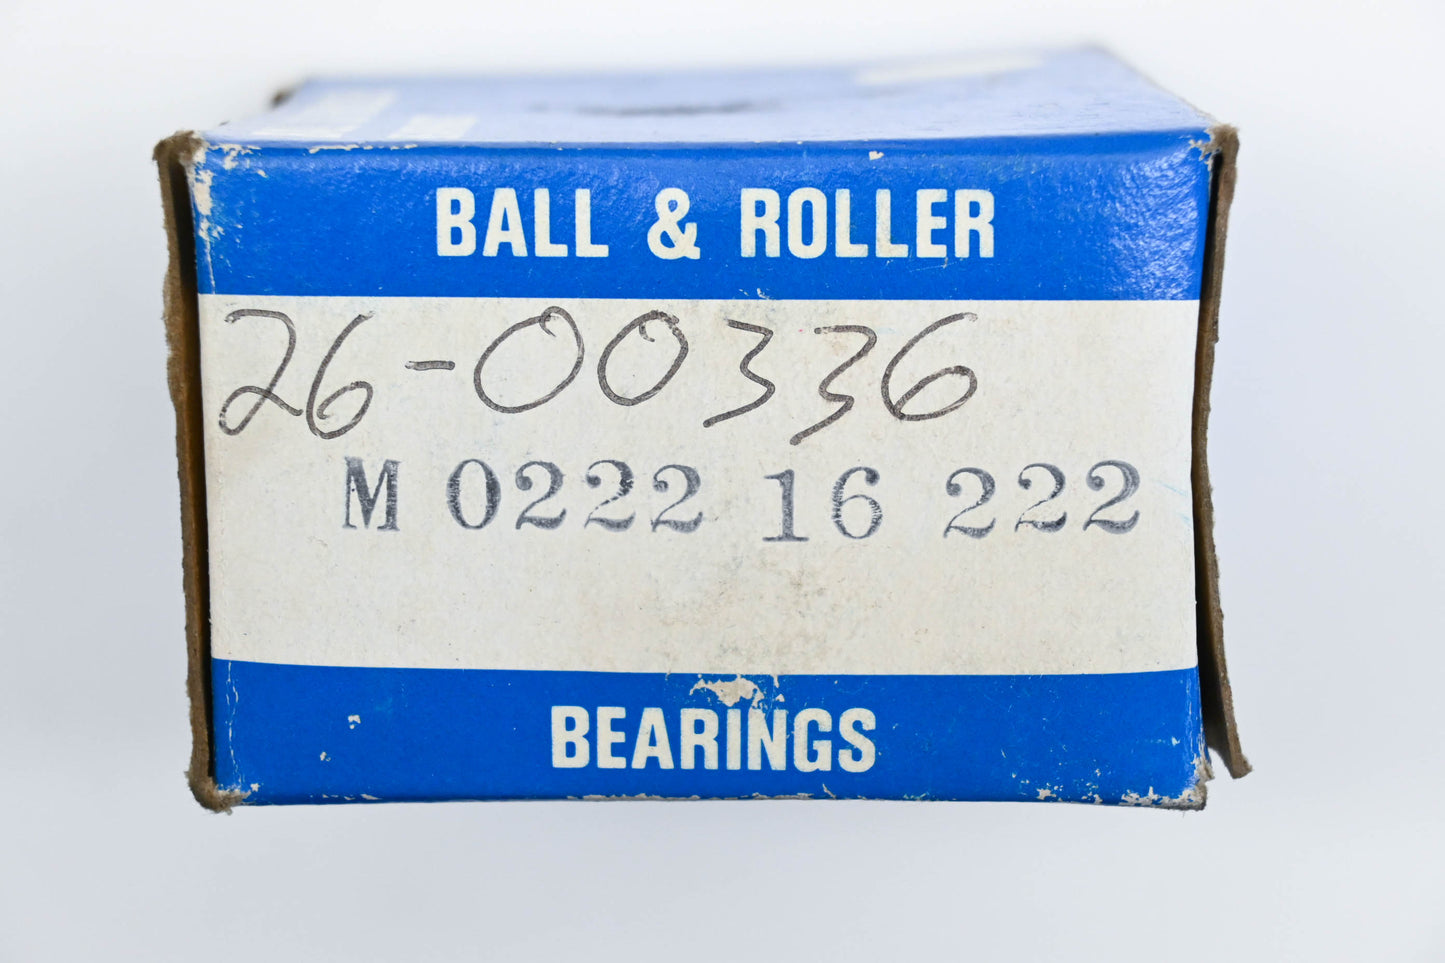 BALL & ROLLER
26-00336
M 0222 16 222
BEARINGS